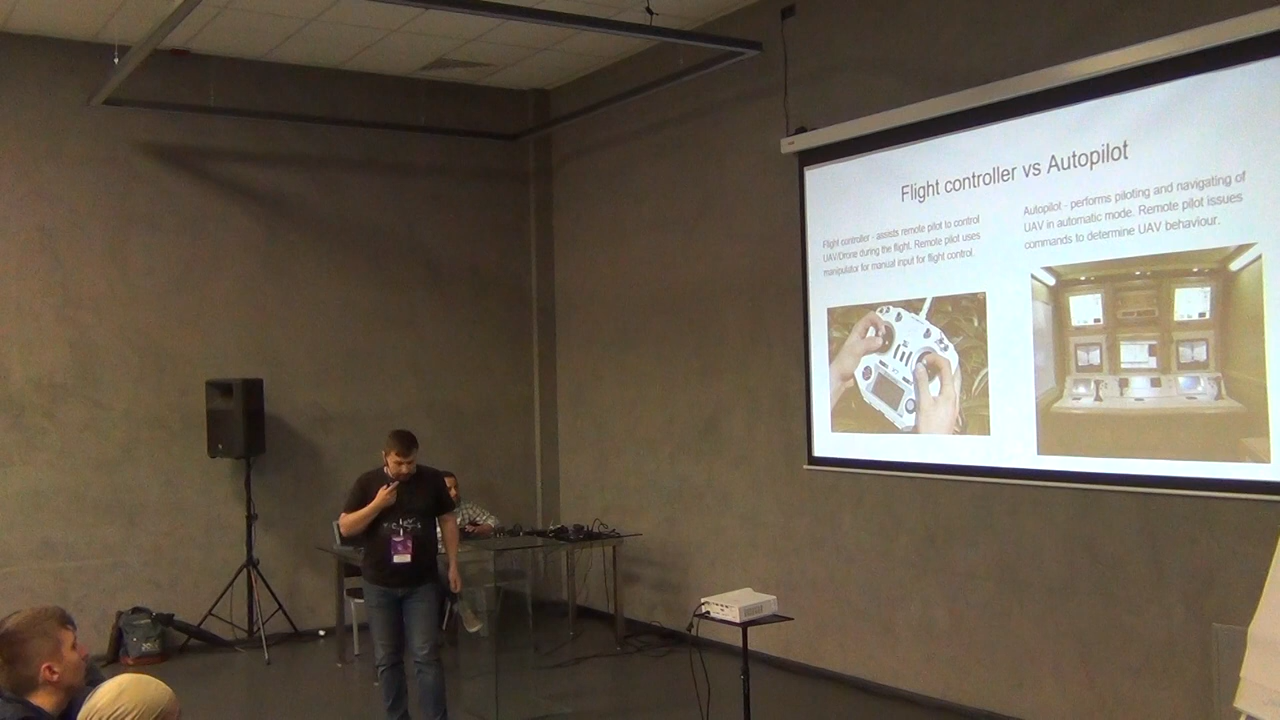 Flight controller vs Autopilot
Flight controller - assists remote pilot to control
UAV/Drone during the flight. Remote pilot uses
manipulator for manual input for flight control.
Autopilot - performs piloting and navigating of
UAV in automatic mode. Remote pilot issues
commands to determine UAV behaviour.